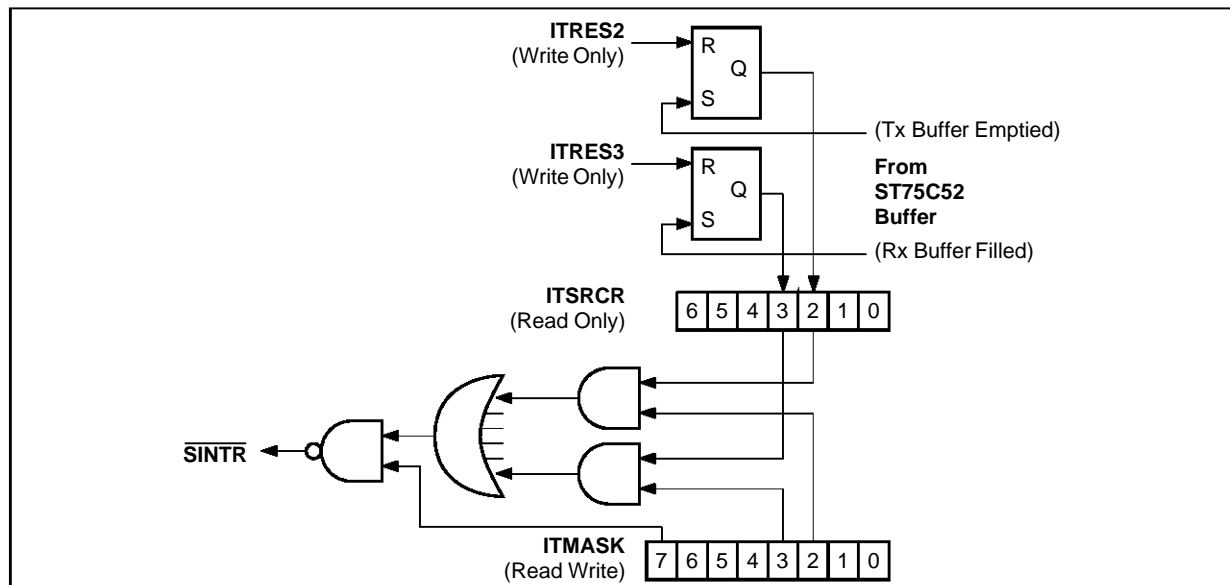 ITRES2
(Write Only)
R
Q
S
(Tx Buffer Emptied)
ITRES3
(Write Only)
R
Q
S
From
ST75C52
Buffer
(Rx Buffer Filled)
ITSRCR
(Read Only)
6 5 4 3 2 1 0
SINTR
ITMASK
(Read Write)
7 6 5 4 3 2 1 0